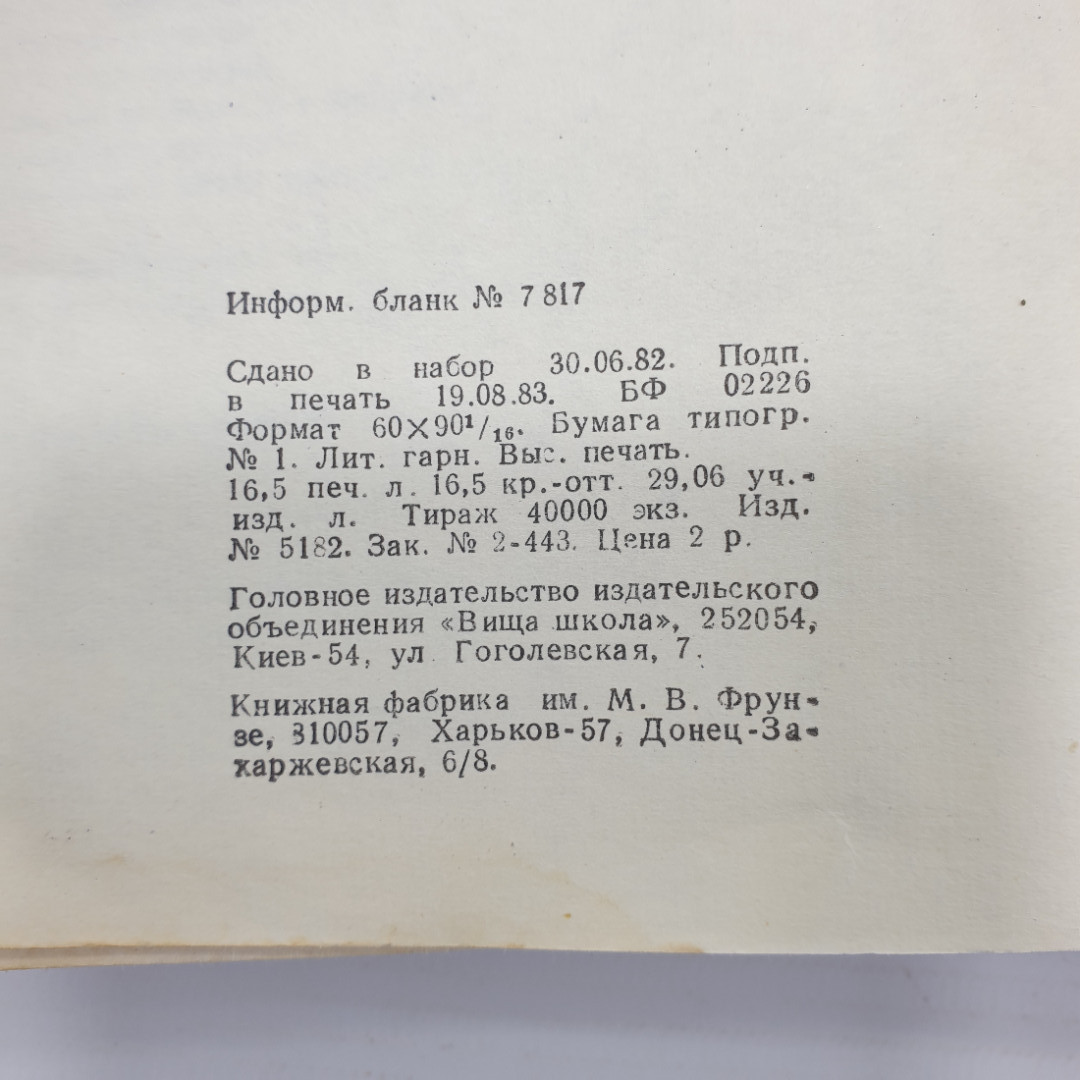 Информ. бланк № 7817
Сдано в набор 30.06.82. Подп.
в печать 19.08.83. БФ 02226
Формат 60×90¹/₁₆. Бумага типогр.
№ 1. Лит. гарн. Выс. печать.
16,5 печ. л. 16,5 кр.-отт. 29,06 уч.-
изд. л. Тираж 40000 экз. Изд.
№ 5182. Зак. № 2-443. Цена 2 р.
Головное издательство издательского
объединения «Вища школа», 252054,
Киев-54, ул. Гоголевская, 7.
Книжная фабрика им. М. В. Фрун-
зе, 310057, Харьков-57, Донец-За-
харжевская, 6/8.